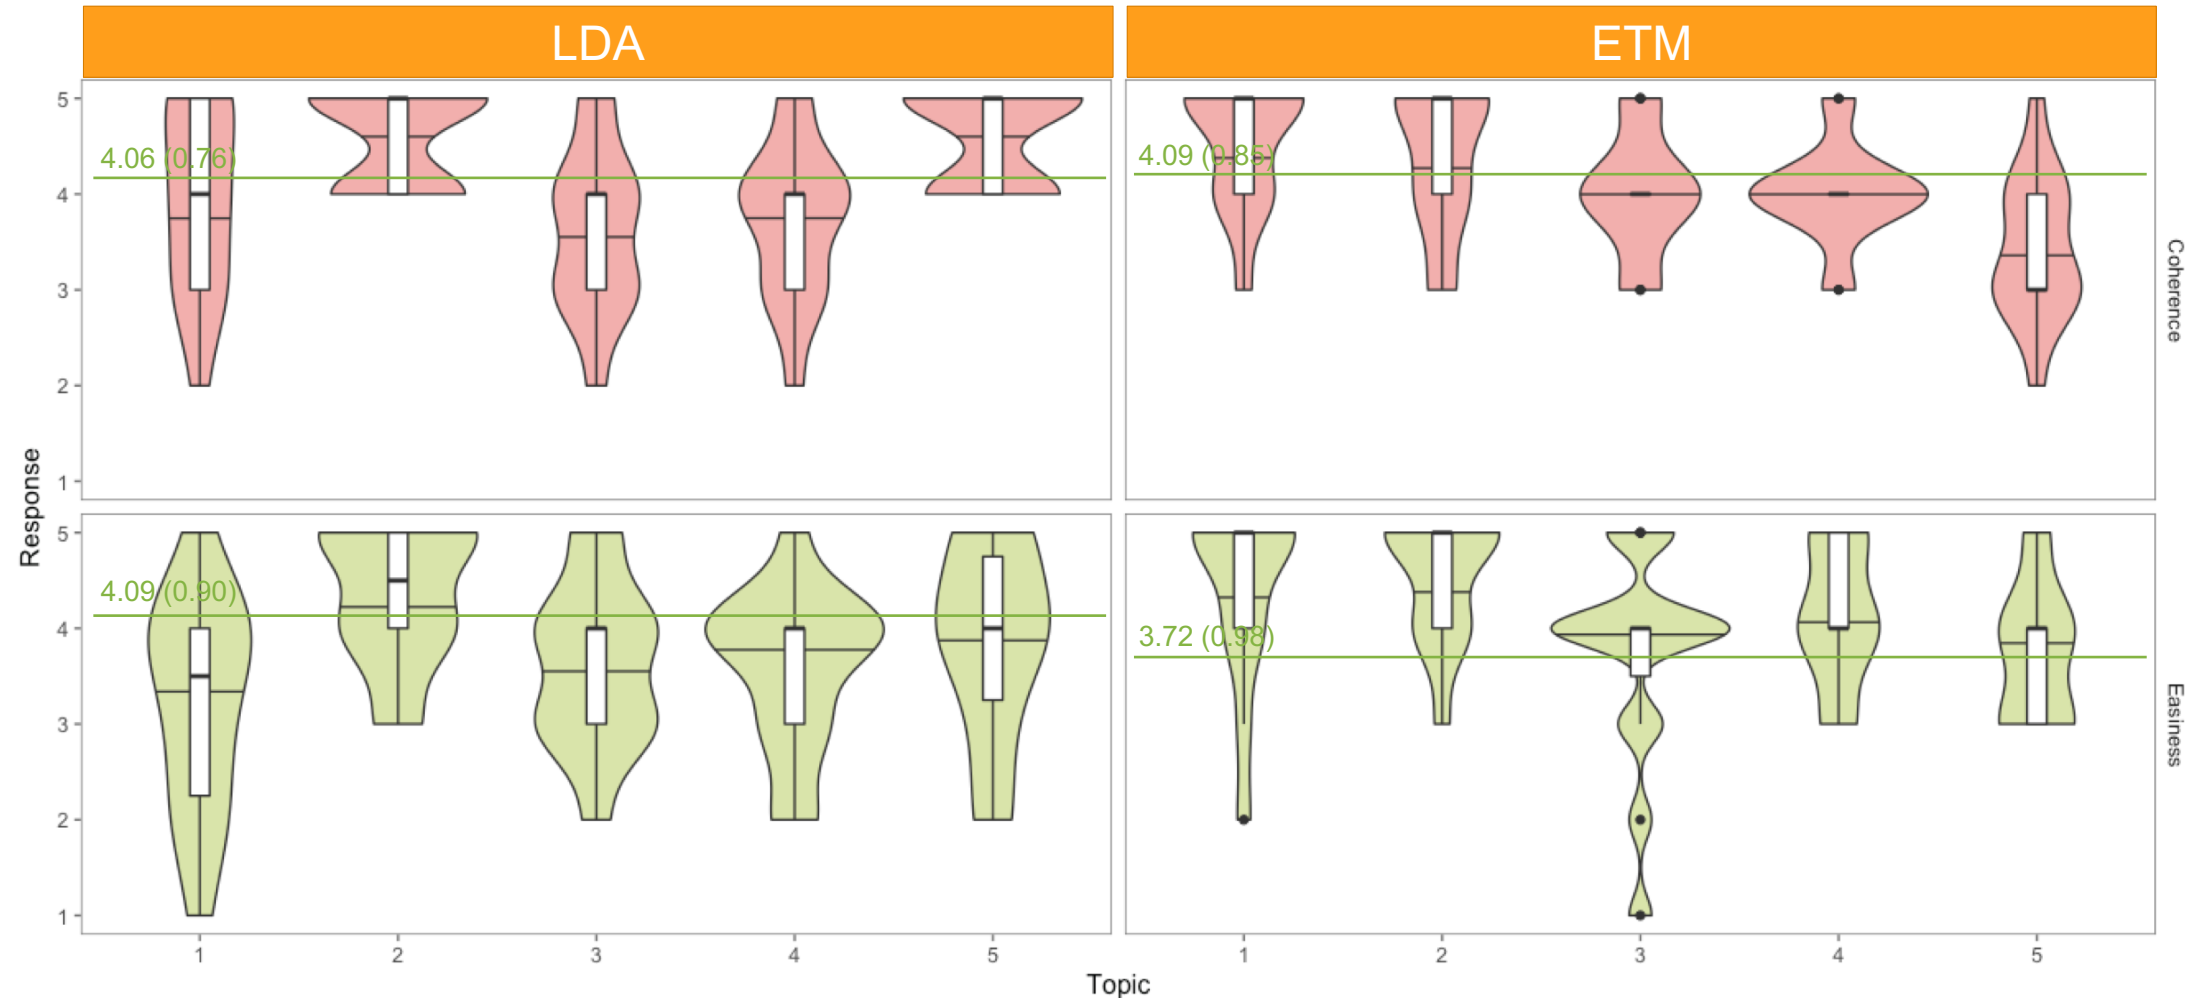 LDA
ETM
5
4
3
2
1
4.06 (0.76)
4.09 (0.85)
Coherence
Response
5
4
3
2
1
4.09 (0.90)
3.72 (0.98)
Easiness
1 2 3 4 5
1 2 3 4 5
Topic